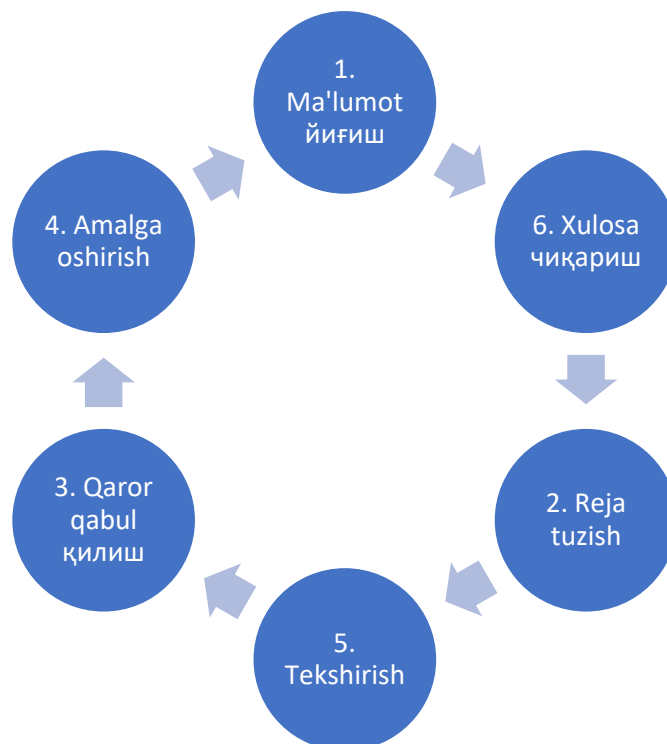 1.
Ma'lumot
йиғиш
6. Xulosa
чиқариш
2. Reja
tuzish
5.
Tekshirish
3. Qaror
qabul
қилиш
4. Amalga
oshirish